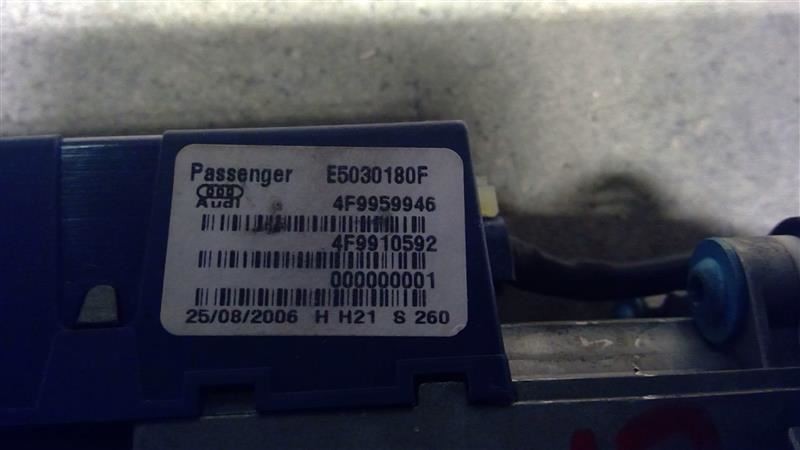 Passenger E5030180F
Audi 4F9959946
4F9910592
000000001
25/08/2006 H H21 S 260